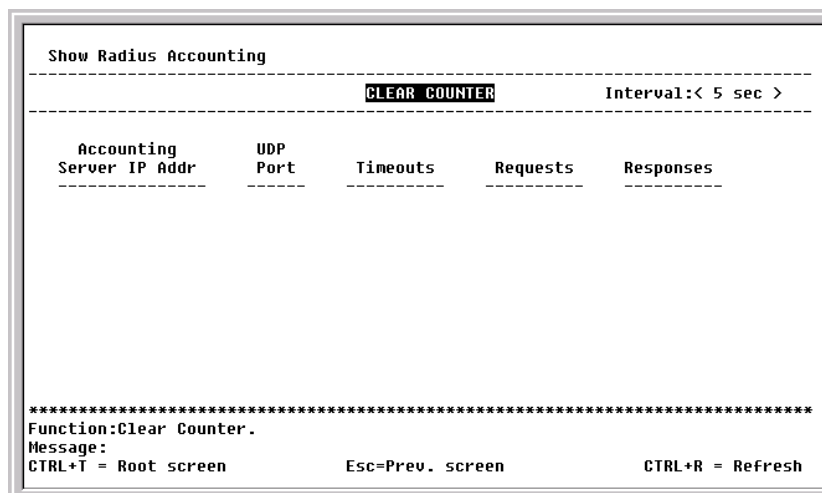 Show Radius Accounting
--------------------------------------------------------------------------------
CLEAR COUNTER Interval:< 5 sec >
--------------------------------------------------------------------------------
Accounting UDP
Server IP Addr Port Timeouts Requests Responses
--------------- ------ ---------- ---------- ----------
*******************************************************************************
Function:Clear Counter.
Message:
CTRL+T = Root screen Esc=Prev. screen CTRL+R = Refresh